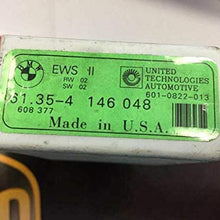 EWS II
HW 02
SW 02
UNITED
TECHNOLOGIES
AUTOMOTIVE
601-0822-013
61.35-4 146 048
608 377
Made in U.S.A.